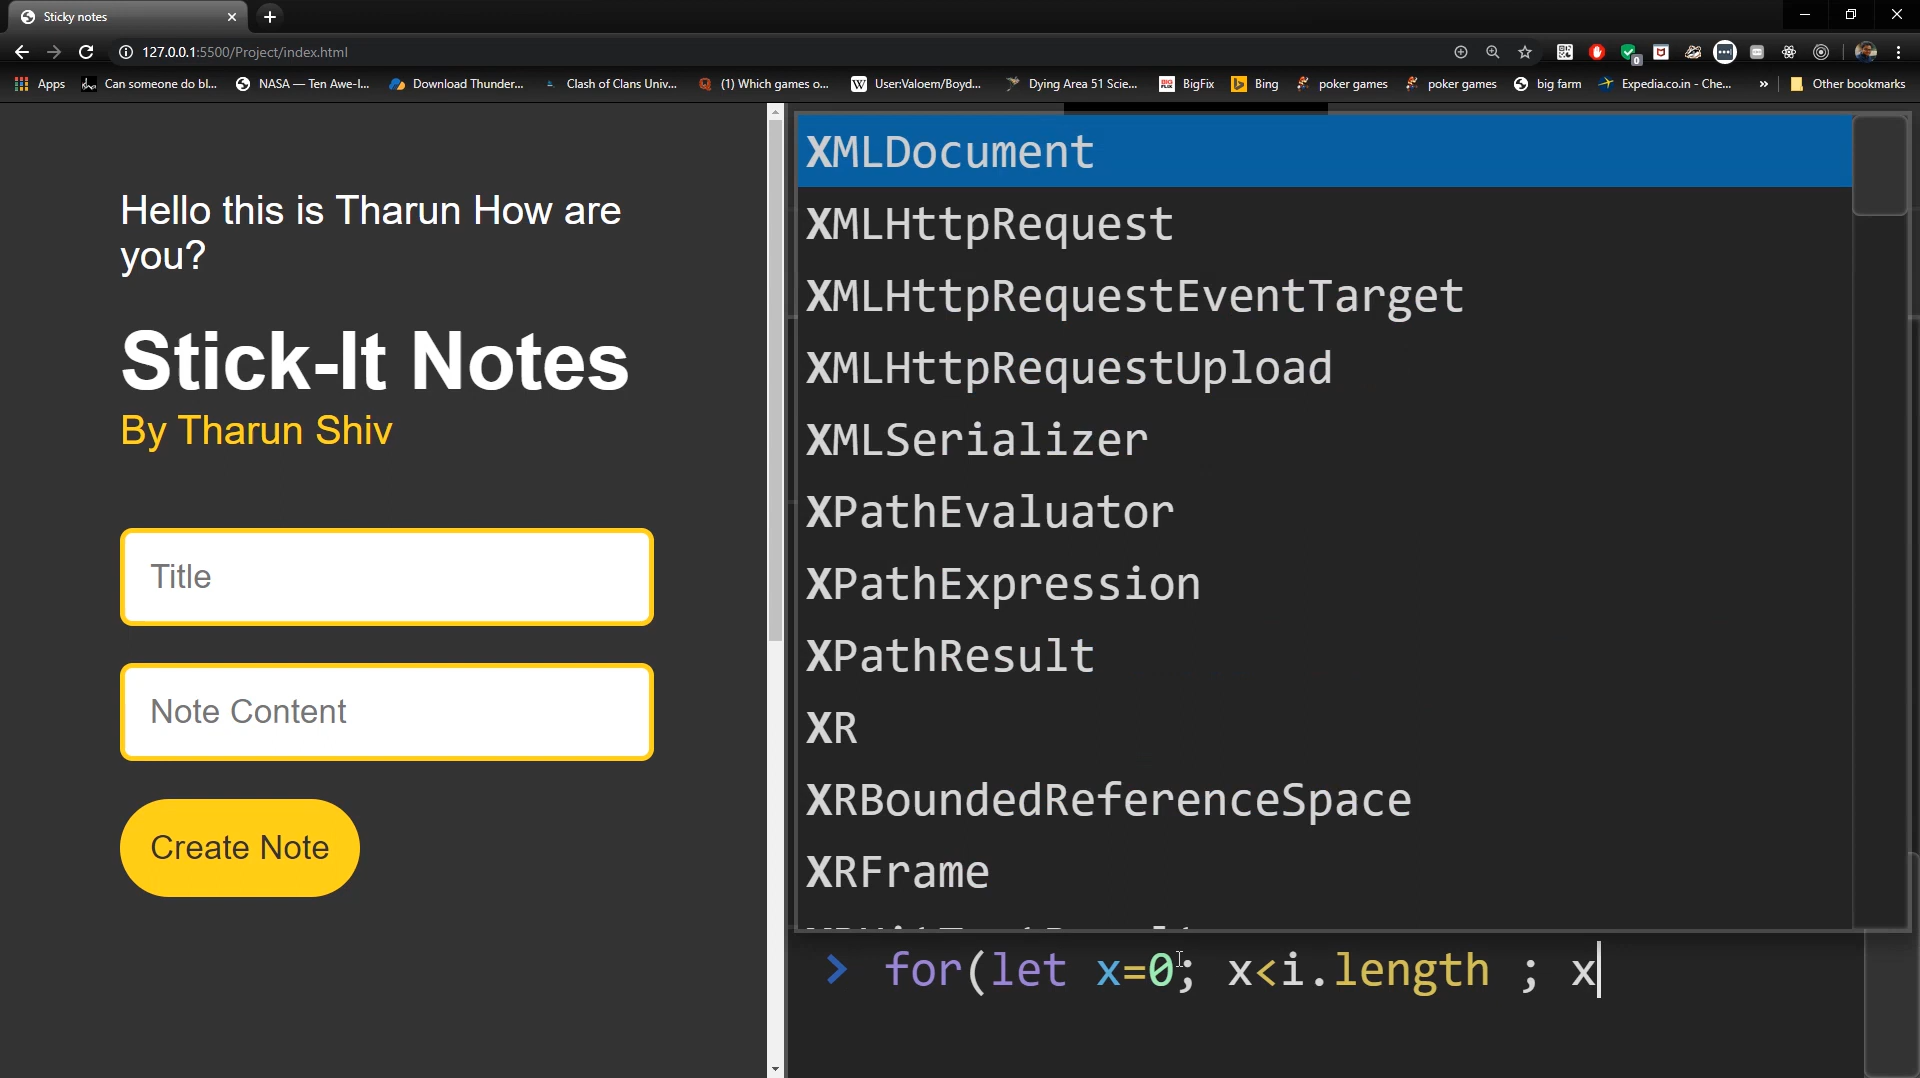 Sticky notes
127.0.0.1:5500/Project/index.html
Apps
Can someone do bl...
NASA — Ten Awe-I...
Download Thunder...
Clash of Clans Univ...
(1) Which games o...
User:Valoem/Boyd...
Dying Area 51 Scie...
BigFix
Bing
poker games
poker games
big farm
Expedia.co.in - Che...
»
Other bookmarks
Hello this is Tharun How are
you?
Stick-It Notes
By Tharun Shiv
Title
Note Content
Create Note
XMLDocument
XMLHttpRequest
XMLHttpRequestEventTarget
XMLHttpRequestUpload
XMLSerializer
XPathEvaluator
XPathExpression
XPathResult
XR
XRBoundedReferenceSpace
XRFrame
> for(let x=0; x<i.length ; x